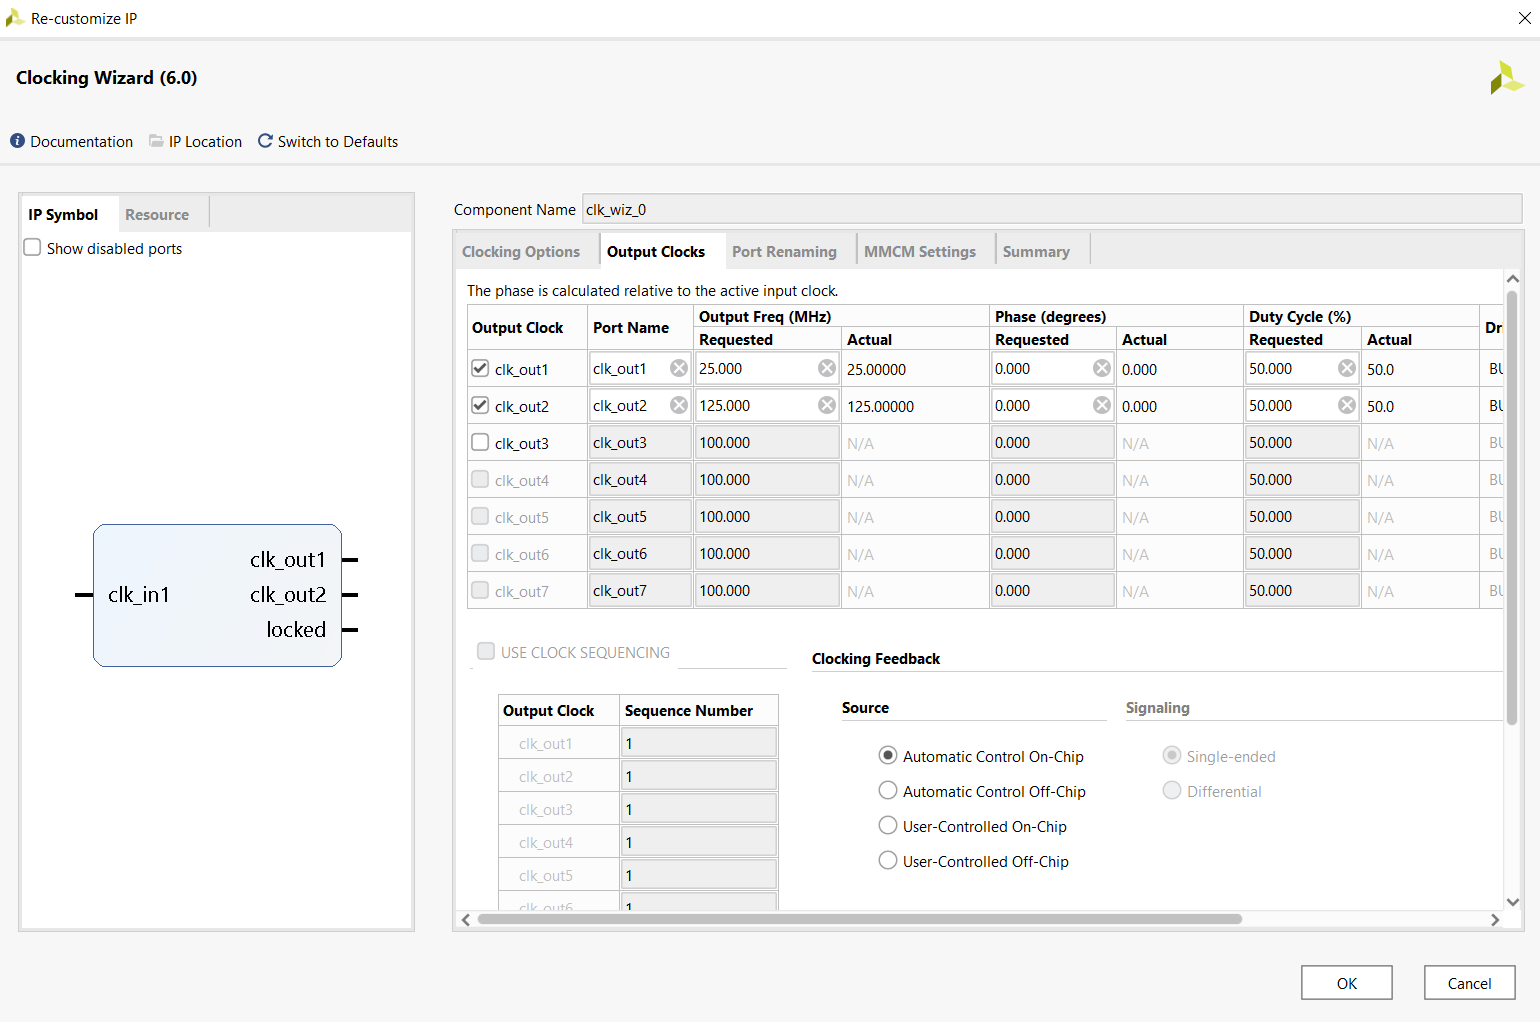 Re-customize IP
Clocking Wizard (6.0)
Documentation IP Location Switch to Defaults
IP Symbol Resource
Show disabled ports
clk_in1
clk_out1
clk_out2
locked
Component Name clk_wiz_0
Clocking Options Output Clocks Port Renaming MMCM Settings Summary
The phase is calculated relative to the active input clock.
Output Clock Port Name Output Freq (MHz) Phase (degrees) Duty Cycle (%)
Requested Actual Requested Actual Requested Actual
clk_out1 clk_out1 25.000 25.00000 0.000 0.000 50.000 50.0
clk_out2 clk_out2 125.000 125.00000 0.000 0.000 50.000 50.0
clk_out3 clk_out3 100.000 N/A 0.000 N/A 50.000 N/A
clk_out4 clk_out4 100.000 N/A 0.000 N/A 50.000 N/A
clk_out5 clk_out5 100.000 N/A 0.000 N/A 50.000 N/A
clk_out6 clk_out6 100.000 N/A 0.000 N/A 50.000 N/A
clk_out7 clk_out7 100.000 N/A 0.000 N/A 50.000 N/A
USE CLOCK SEQUENCING
Output Clock Sequence Number
clk_out1 1
clk_out2 1
clk_out3 1
clk_out4 1
clk_out5 1
clk_out6 1
Clocking Feedback
Source
Automatic Control On-Chip
Automatic Control Off-Chip
User-Controlled On-Chip
User-Controlled Off-Chip
Signaling
Single-ended
Differential
OK Cancel